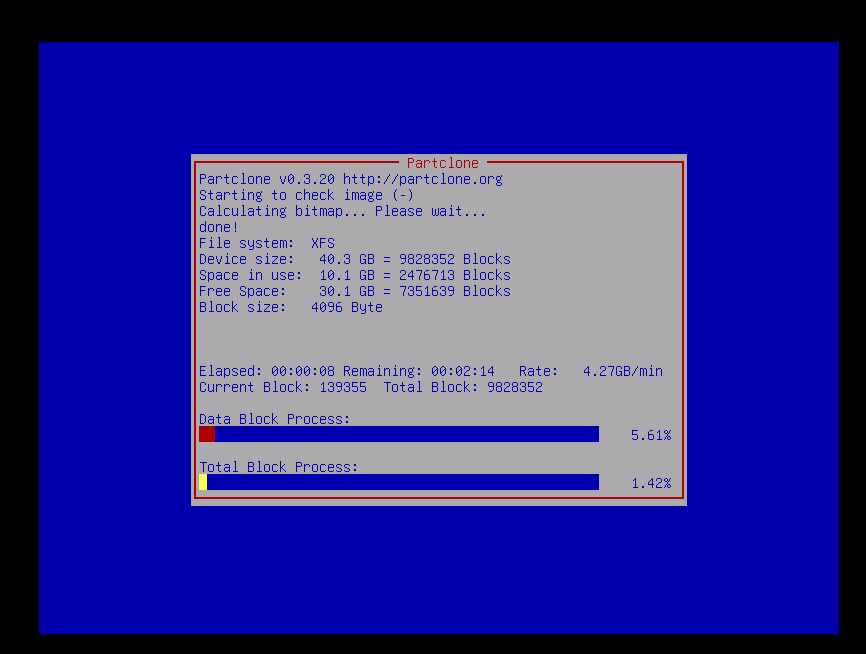 Partclone
Partclone v0.3.20 http://partclone.org
Starting to check image (-)
Calculating bitmap... Please wait...
done!
File system:  XFS
Device size:   40.3 GB = 9828352 Blocks
Space in use:  10.1 GB = 2476713 Blocks
Free Space:    30.1 GB = 7351639 Blocks
Block size:   4096 Byte
Elapsed: 00:00:08 Remaining: 00:02:14   Rate:   4.27GB/min
Current Block: 139355  Total Block: 9828352
Data Block Process:
5.61%
Total Block Process:
1.42%